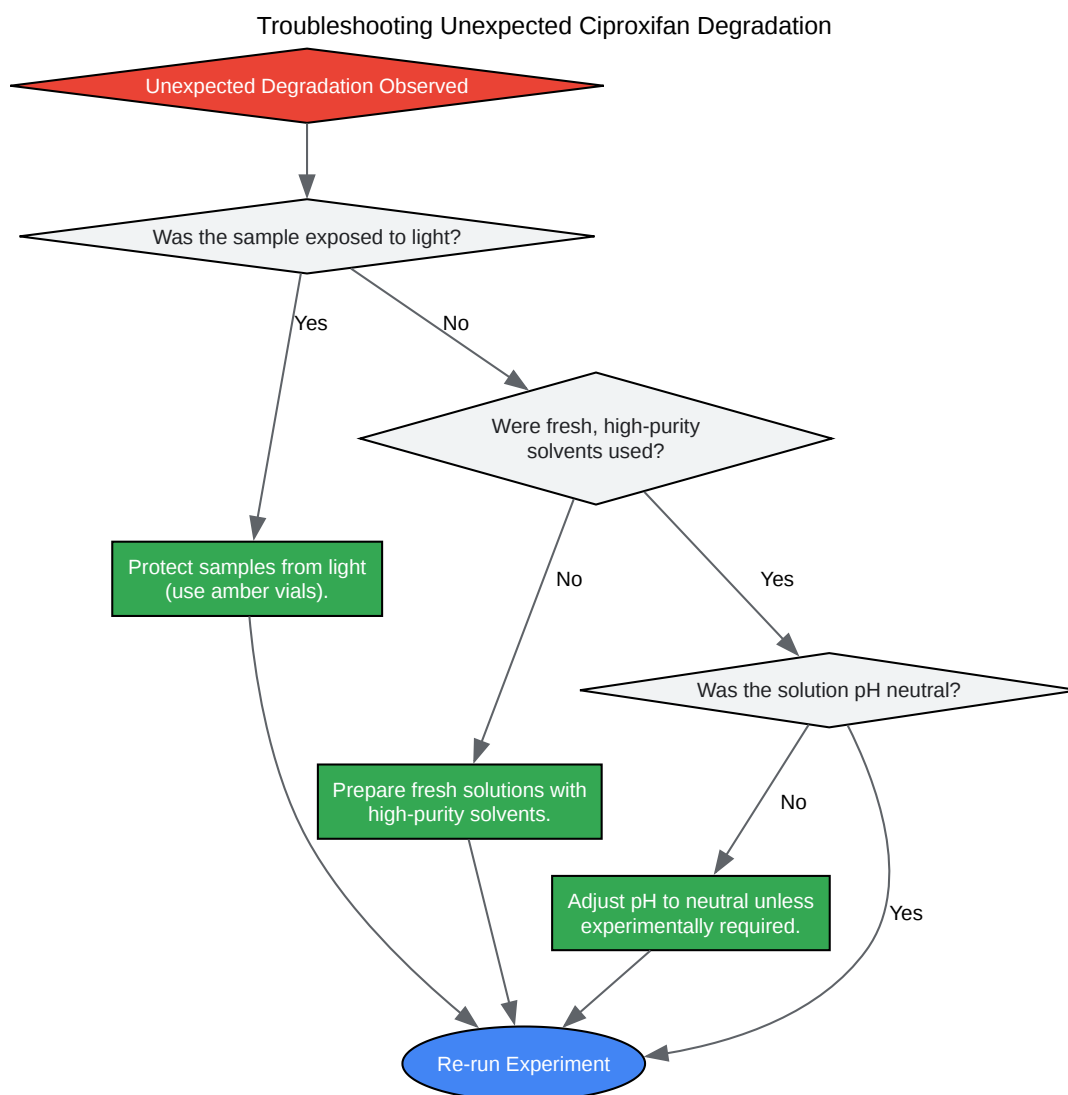 Troubleshooting Unexpected Ciproxifan Degradation
Unexpected Degradation Observed
Was the sample exposed to light?
Yes
No
Were fresh, high-purity
solvents used?
Protect samples from light
(use amber vials).
No
Yes
Was the solution pH neutral?
Prepare fresh solutions with
high-purity solvents.
No
Adjust pH to neutral unless
experimentally required.
Yes
Re-run Experiment